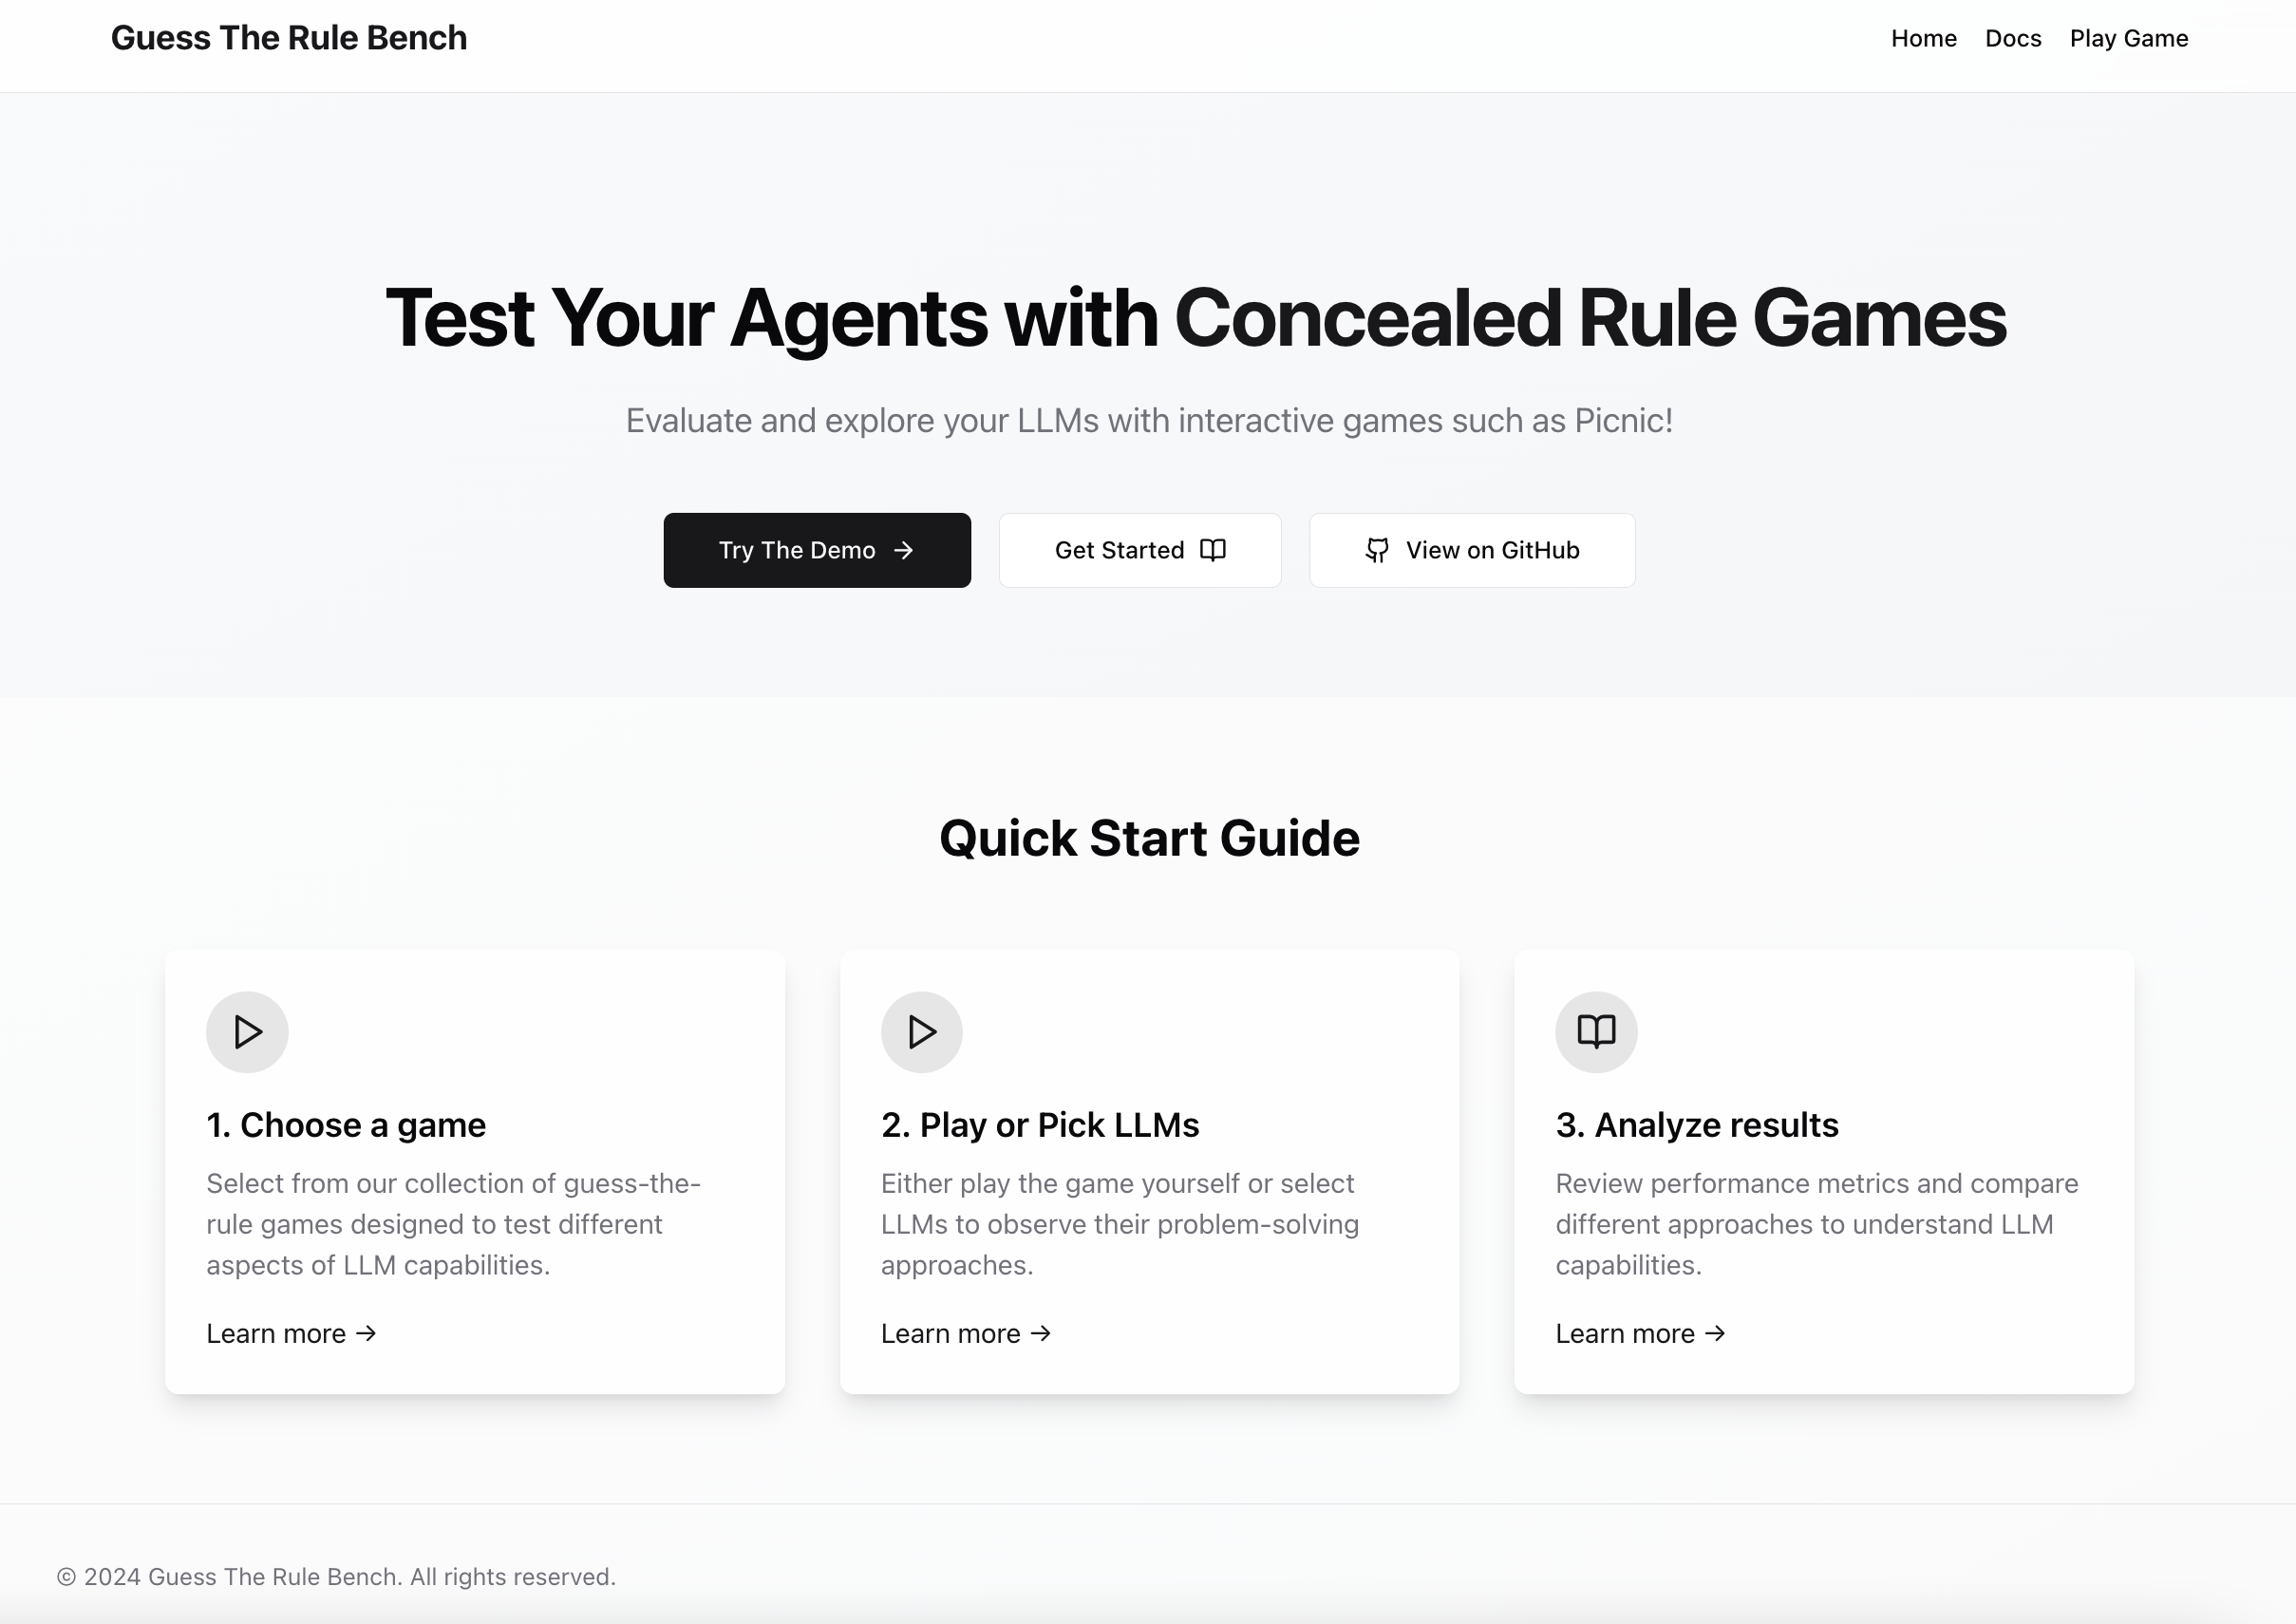 Guess The Rule Bench
Home Docs Play Game
Test Your Agents with Concealed Rule Games
Evaluate and explore your LLMs with interactive games such as Picnic!
Try The Demo → Get Started View on GitHub
Quick Start Guide
1. Choose a game
Select from our collection of guess-the-
rule games designed to test different
aspects of LLM capabilities.
Learn more →
2. Play or Pick LLMs
Either play the game yourself or select
LLMs to observe their problem-solving
approaches.
Learn more →
3. Analyze results
Review performance metrics and compare
different approaches to understand LLM
capabilities.
Learn more →
© 2024 Guess The Rule Bench. All rights reserved.